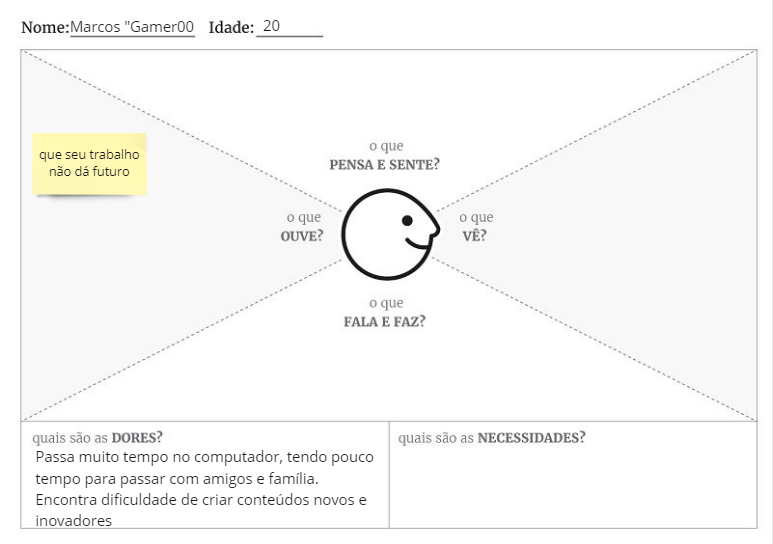 Nome: Marcos "Gamer00 Idade: 20
que seu trabalho
não dá futuro
o que
PENSA E SENTE?
o que
OUVE?
o que
VÊ?
o que
FALA E FAZ?
quais são as DORES?
Passa muito tempo no computador, tendo pouco
tempo para passar com amigos e família.
Encontra dificuldade de criar conteúdos novos e
inovadores
quais são as NECESSIDADES?